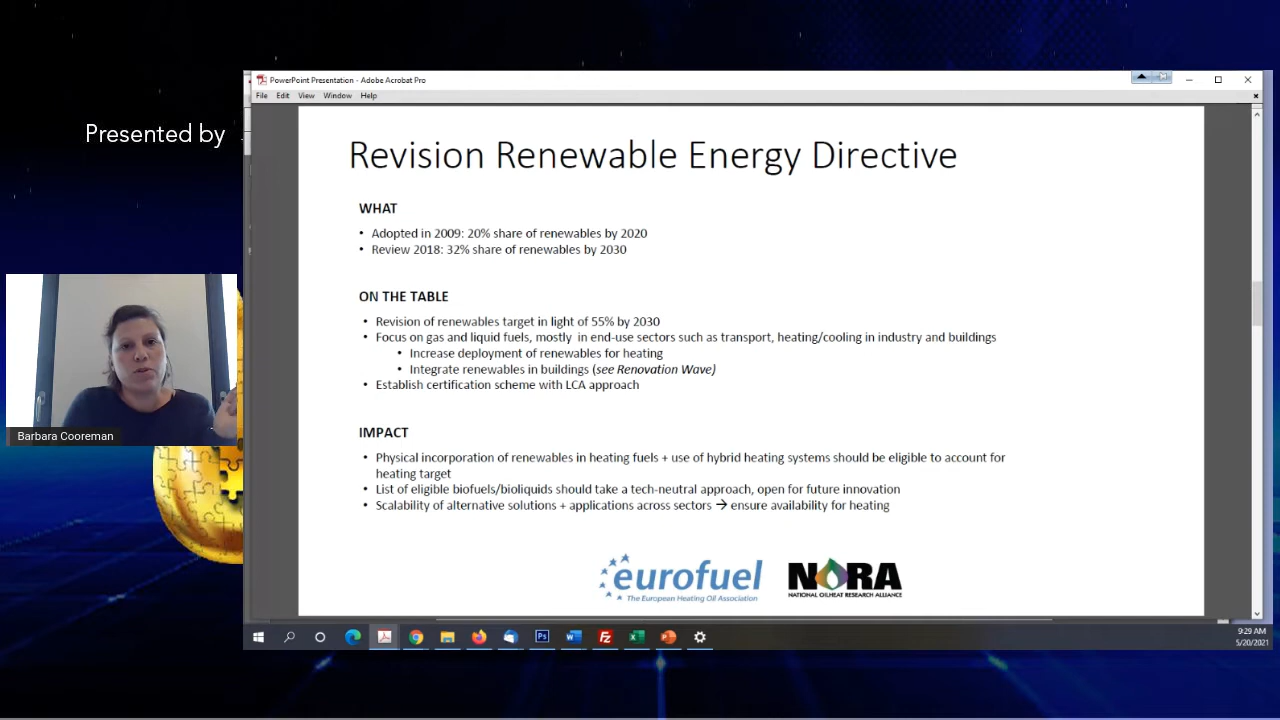 Presented by
PowerPoint Presentation - Adobe Acrobat Pro
File Edit View Window Help
Revision Renewable Energy Directive
WHAT
• Adopted in 2009: 20% share of renewables by 2020
• Review 2018: 32% share of renewables by 2030
ON THE TABLE
• Revision of renewables target in light of 55% by 2030
• Focus on gas and liquid fuels, mostly in end-use sectors such as transport, heating/cooling in industry and buildings
• Increase deployment of renewables for heating
• Integrate renewables in buildings (see Renovation Wave)
• Establish certification scheme with LCA approach
IMPACT
• Physical incorporation of renewables in heating fuels + use of hybrid heating systems should be eligible to account for
heating target
• List of eligible biofuels/bioliquids should take a tech-neutral approach, open for future innovation
• Scalability of alternative solutions + applications across sectors → ensure availability for heating
eurofuel
The European Heating Oil Association
NORA
NATIONAL OILHEAT RESEARCH ALLIANCE
Barbara Cooreman
9:29 AM
5/20/2021